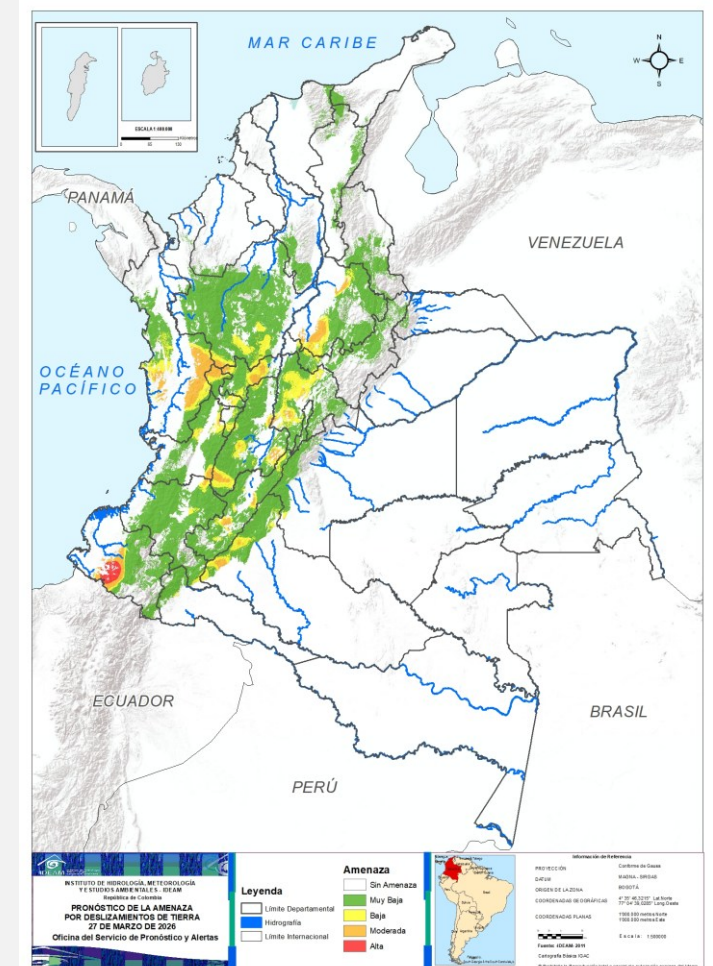 MAR CARIBE
N
W E
S
ESCALA 1:
PANAMÁ
VENEZUELA
OCÉANO
PACÍFICO
ECUADOR
BRASIL
PERÚ
IDEAM
INSTITUTO DE HIDROLOGÍA, METEOROLOGÍA
Y ESTUDIOS AMBIENTALES - IDEAM
República de Colombia
PRONÓSTICO DE LA AMENAZA
POR DESLIZAMIENTOS DE TIERRA
27 DE MARZO DE 2026
Oficina del Servicio de Pronóstico y Alertas
Leyenda
Límite Departamental
Hidrografía
Límite Internacional
Amenaza
Sin Amenaza
Muy Baja
Baja
Moderada
Alta
Información de Referencia
PROYECCIÓN Conforme de Gauss
DATUM MAGNA - SIRGAS
ORIGEN DE LA ZONA BOGOTÁ
COORDENADAS GEOGRÁFICAS
COORDENADAS PLANAS
Escala:
Fuente: IDEAM 2011
Cartografía Básica IGAC